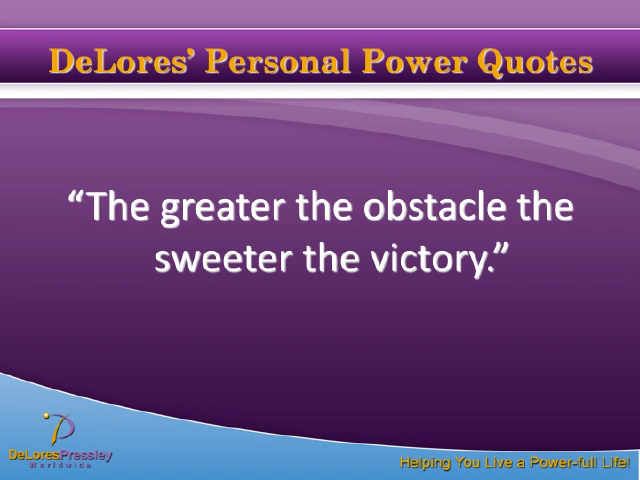 DeLores’ Personal Power Quotes
“The greater the obstacle the
sweeter the victory.”
DeLoresPressley
Worldwide
Helping You Live a Power-full Life!